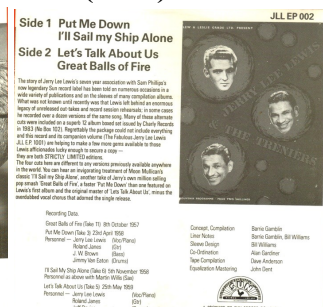 Side 1 Put Me Down
I'll Sail my Ship Alone
Side 2 Let's Talk About Us
Great Balls of Fire
JLL EP 002
The story of Jerry Lee Lewis's seven year association with Sam Phillips's
now legendary Sun record label has been told on numerous occasions in a
wide variety of publications and on the sleeves of many compilation albums.
What was not known until recently was that Lewis left behind an enormous
legacy of unreleased out-takes and record session rehearsals, in some cases
he recorded over a dozen versions of the same song. Many of these alternate
cuts were included on a superb 12 album boxed set issued by Charly Records
in 1983 (No Box 102). Regrettably the package could not include everything
and this record and its companion volume (The Fabulous Jerry Lee Lewis
JLL E.P. 1001) are helping to make a few more gems available to those
Lewis afficionados lucky enough to secure a copy —
they are both STRICTLY LIMITED editions.
The four cuts here are different to any versions previously available anywhere
in the world. You can hear an invigorating treatment of Moon Mullican's
classic 'I'll Sail my Ship Alone', another take of Jerry's own million selling
pop smash 'Great Balls of Fire', a faster 'Put Me Down' than one featured on
Lewis's first album and the original master of 'Lets Talk About Us', minus the
overdubbed vocal chorus that adorned the single release.
Recording Data:
Great Balls of Fire (Take 11) 8th October 1957
Put Me Down (Take 3) 23rd April 1958
Personnel — Jerry Lee Lewis (Voc/Piano)
Roland Janes (Gtr)
J. W. Brown (Bass)
Jimmy Van Eaton (Drums)
I'll Sail My Ship Alone (Take 6) 5th November 1958
Personnel as above with Martin Willis (Sax)
Let's Talk About Us (Take 5) 25th May 1959
Personnel — Jerry Lee Lewis (Voc/Piano)
Roland Janes (Gtr)
Concept, Compilation Barrie Gamblin
Liner Notes Barrie Gamblin, Bill Williams
Sleeve Design Bill Williams
Co-Ordination Alan Gardiner
Tape Compilation Dave Anderson
Equalisation Mastering John Dent